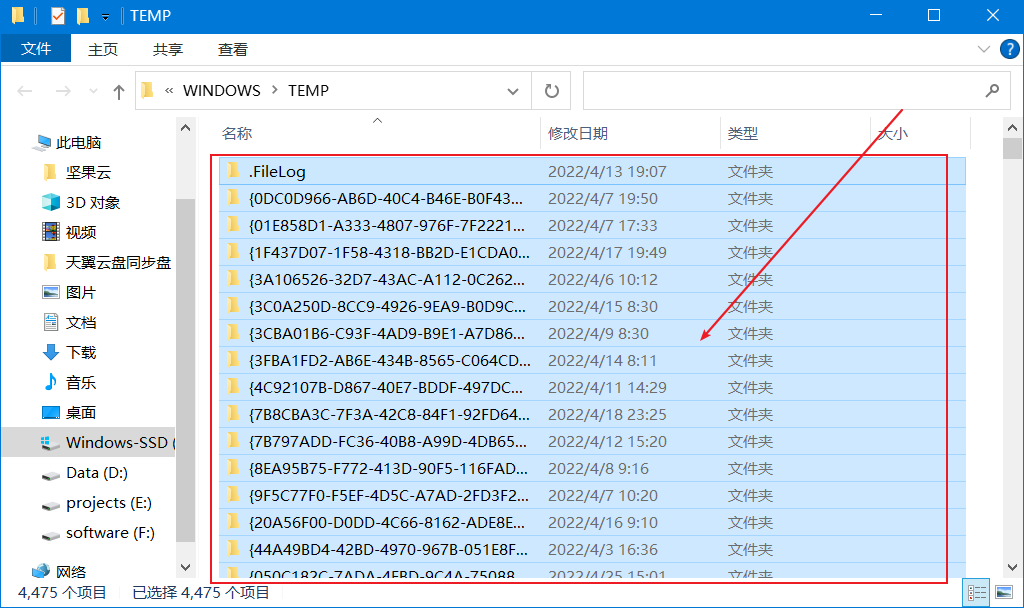 TEMP
文件 主页 共享 查看 ?
« WINDOWS > TEMP
名称 修改日期 类型 大小
此电脑
坚果云
3D 对象
视频
天翼云盘同步盘
图片
文档
下载
音乐
桌面
Windows-SSD (
Data (D:)
projects (E:)
software (F:)
网络
.FileLog 2022/4/13 19:07 文件夹
{0DC0D966-AB6D-40C4-B46E-B0F43... 2022/4/7 19:50 文件夹
{01E858D1-A333-4807-976F-7F2221... 2022/4/7 17:33 文件夹
{1F437D07-1F58-4318-BB2D-E1CDA0... 2022/4/17 19:49 文件夹
{3A106526-32D7-43AC-A112-0C262... 2022/4/6 10:12 文件夹
{3C0A250D-8CC9-4926-9EA9-B0D9C... 2022/4/15 8:30 文件夹
{3CBA01B6-C93F-4AD9-B9E1-A7D86... 2022/4/9 8:30 文件夹
{3FBA1FD2-AB6E-434B-8565-C064CD... 2022/4/14 8:11 文件夹
{4C92107B-D867-40E7-BDDF-497DC... 2022/4/11 14:29 文件夹
{7B8CBA3C-7F3A-42C8-84F1-92FD64... 2022/4/18 23:25 文件夹
{7B797ADD-FC36-40B8-A99D-4DB65... 2022/4/12 15:20 文件夹
{8EA95B75-F772-413D-90F5-116FAD... 2022/4/8 9:16 文件夹
{9F5C77F0-F5EF-4D5C-A7AD-2FD3F2... 2022/4/7 10:20 文件夹
{20A56F00-D0DD-4C66-8162-ADE8E... 2022/4/16 9:10 文件夹
{44A49BD4-42BD-4970-967B-051E8F... 2022/4/3 16:36 文件夹
{050C182C-7ADA-4FBD-9C4A-75088... 2022/4/25 15:01 文件夹
4,475 个项目 已选择 4,475 个项目